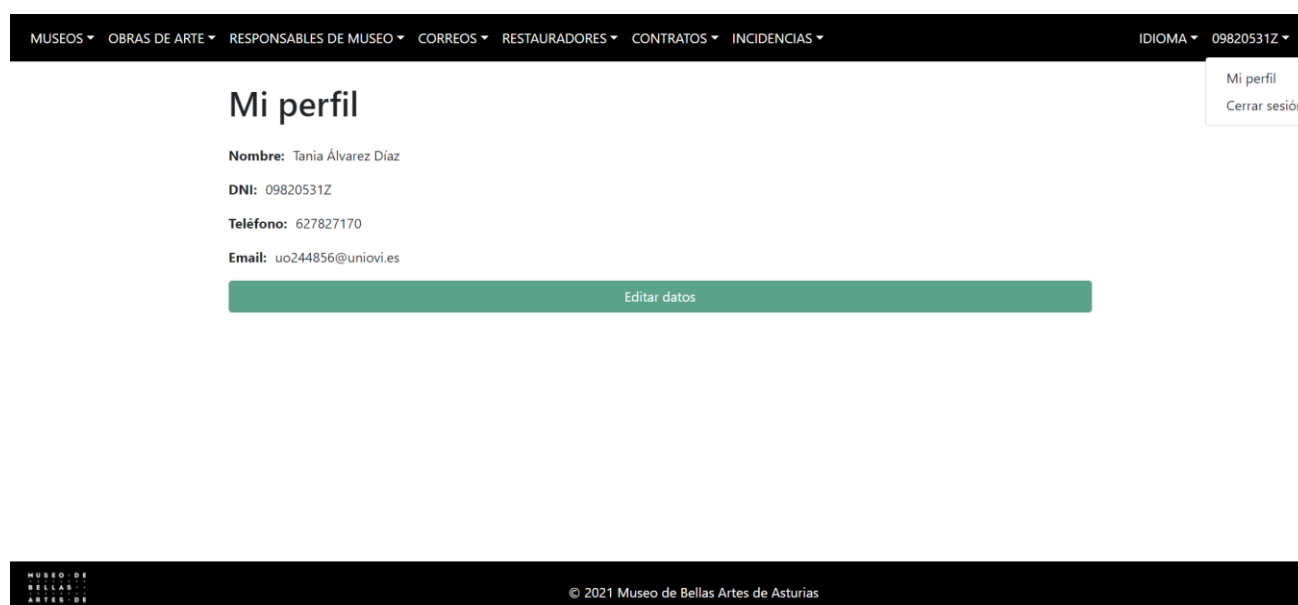 MUSEOS OBRAS DE ARTE RESPONSABLES DE MUSEO CORREOS RESTAURADORES CONTRATOS INCIDENCIAS IDIOMA 09820531Z
Mi perfil
Cerrar sesión
Mi perfil
Nombre: Tania Álvarez Díaz
DNI: 09820531Z
Teléfono: 627827170
Email: uo244856@uniovi.es
Editar datos
MUSEO·DE
BELLAS
ARTES·DE
© 2021 Museo de Bellas Artes de Asturias